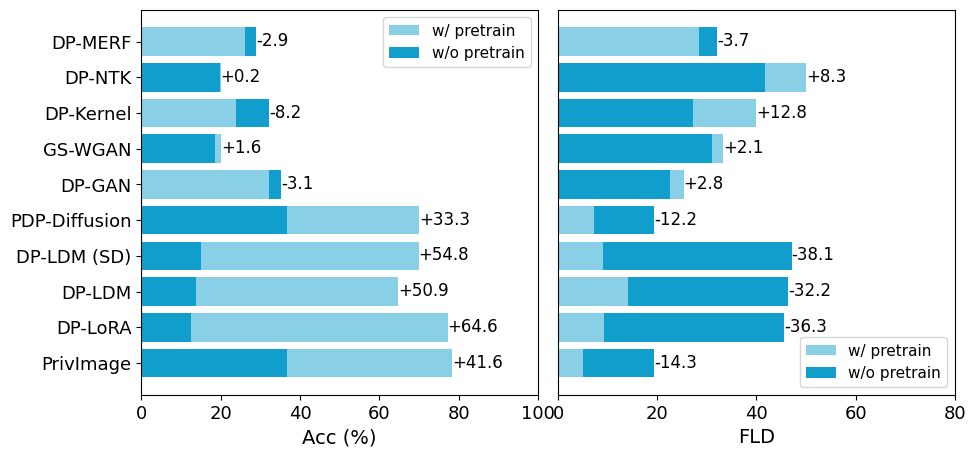 DP-MERF
DP-NTK
DP-Kernel
GS-WGAN
DP-GAN
PDP-Diffusion
DP-LDM (SD)
DP-LDM
DP-LoRA
PrivImage
-2.9
+0.2
-8.2
+1.6
-3.1
+33.3
+54.8
+50.9
+64.6
+41.6
w/ pretrain
w/o pretrain
0 20 40 60 80 100
Acc (%)
-3.7
+8.3
+12.8
+2.1
+2.8
-12.2
-38.1
-32.2
-36.3
-14.3
w/ pretrain
w/o pretrain
0 20 40 60 80
FLD